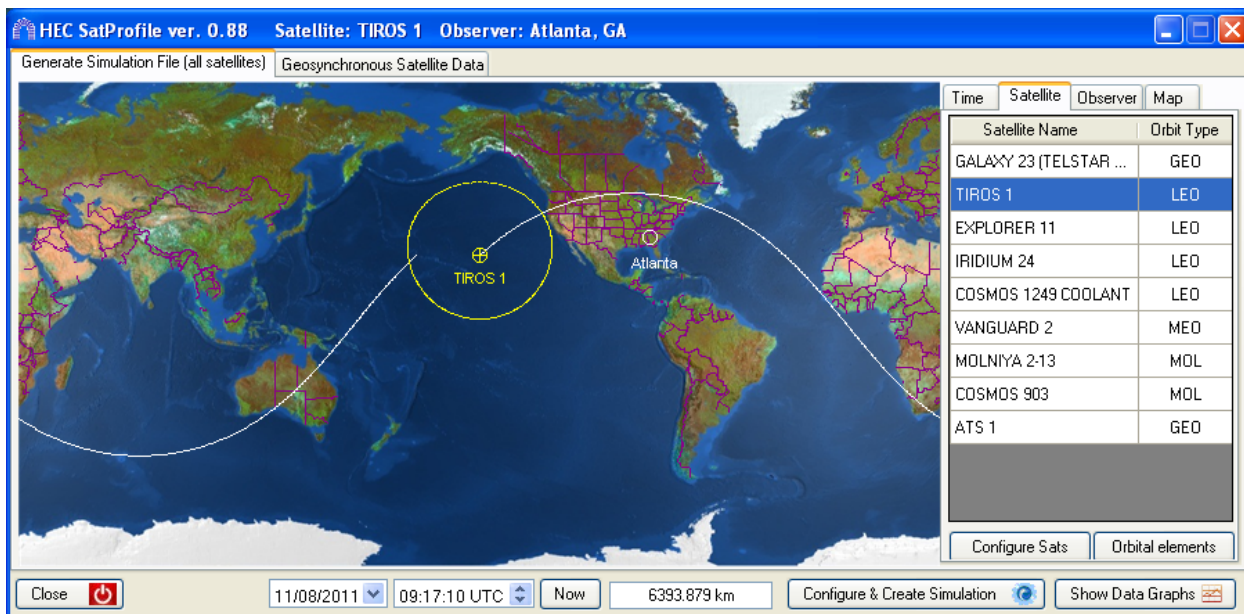 HEC SatProfile ver. 0.88 Satellite: TIROS 1 Observer: Atlanta, GA
Generate Simulation File (all satellites) Geosynchronous Satellite Data
Time Satellite Observer Map
Satellite Name Orbit Type
GALAXY 23 (TELSTAR ... GEO
TIROS 1 LEO
EXPLORER 11 LEO
IRIDIUM 24 LEO
COSMOS 1249 COOLANT LEO
VANGUARD 2 MEO
MOLNIYA 2-13 MOL
COSMOS 903 MOL
ATS 1 GEO
Atlanta
TIROS 1
Configure Sats Orbital elements
Close 11/08/2011 09:17:10 UTC Now 6393.879 km Configure & Create Simulation Show Data Graphs